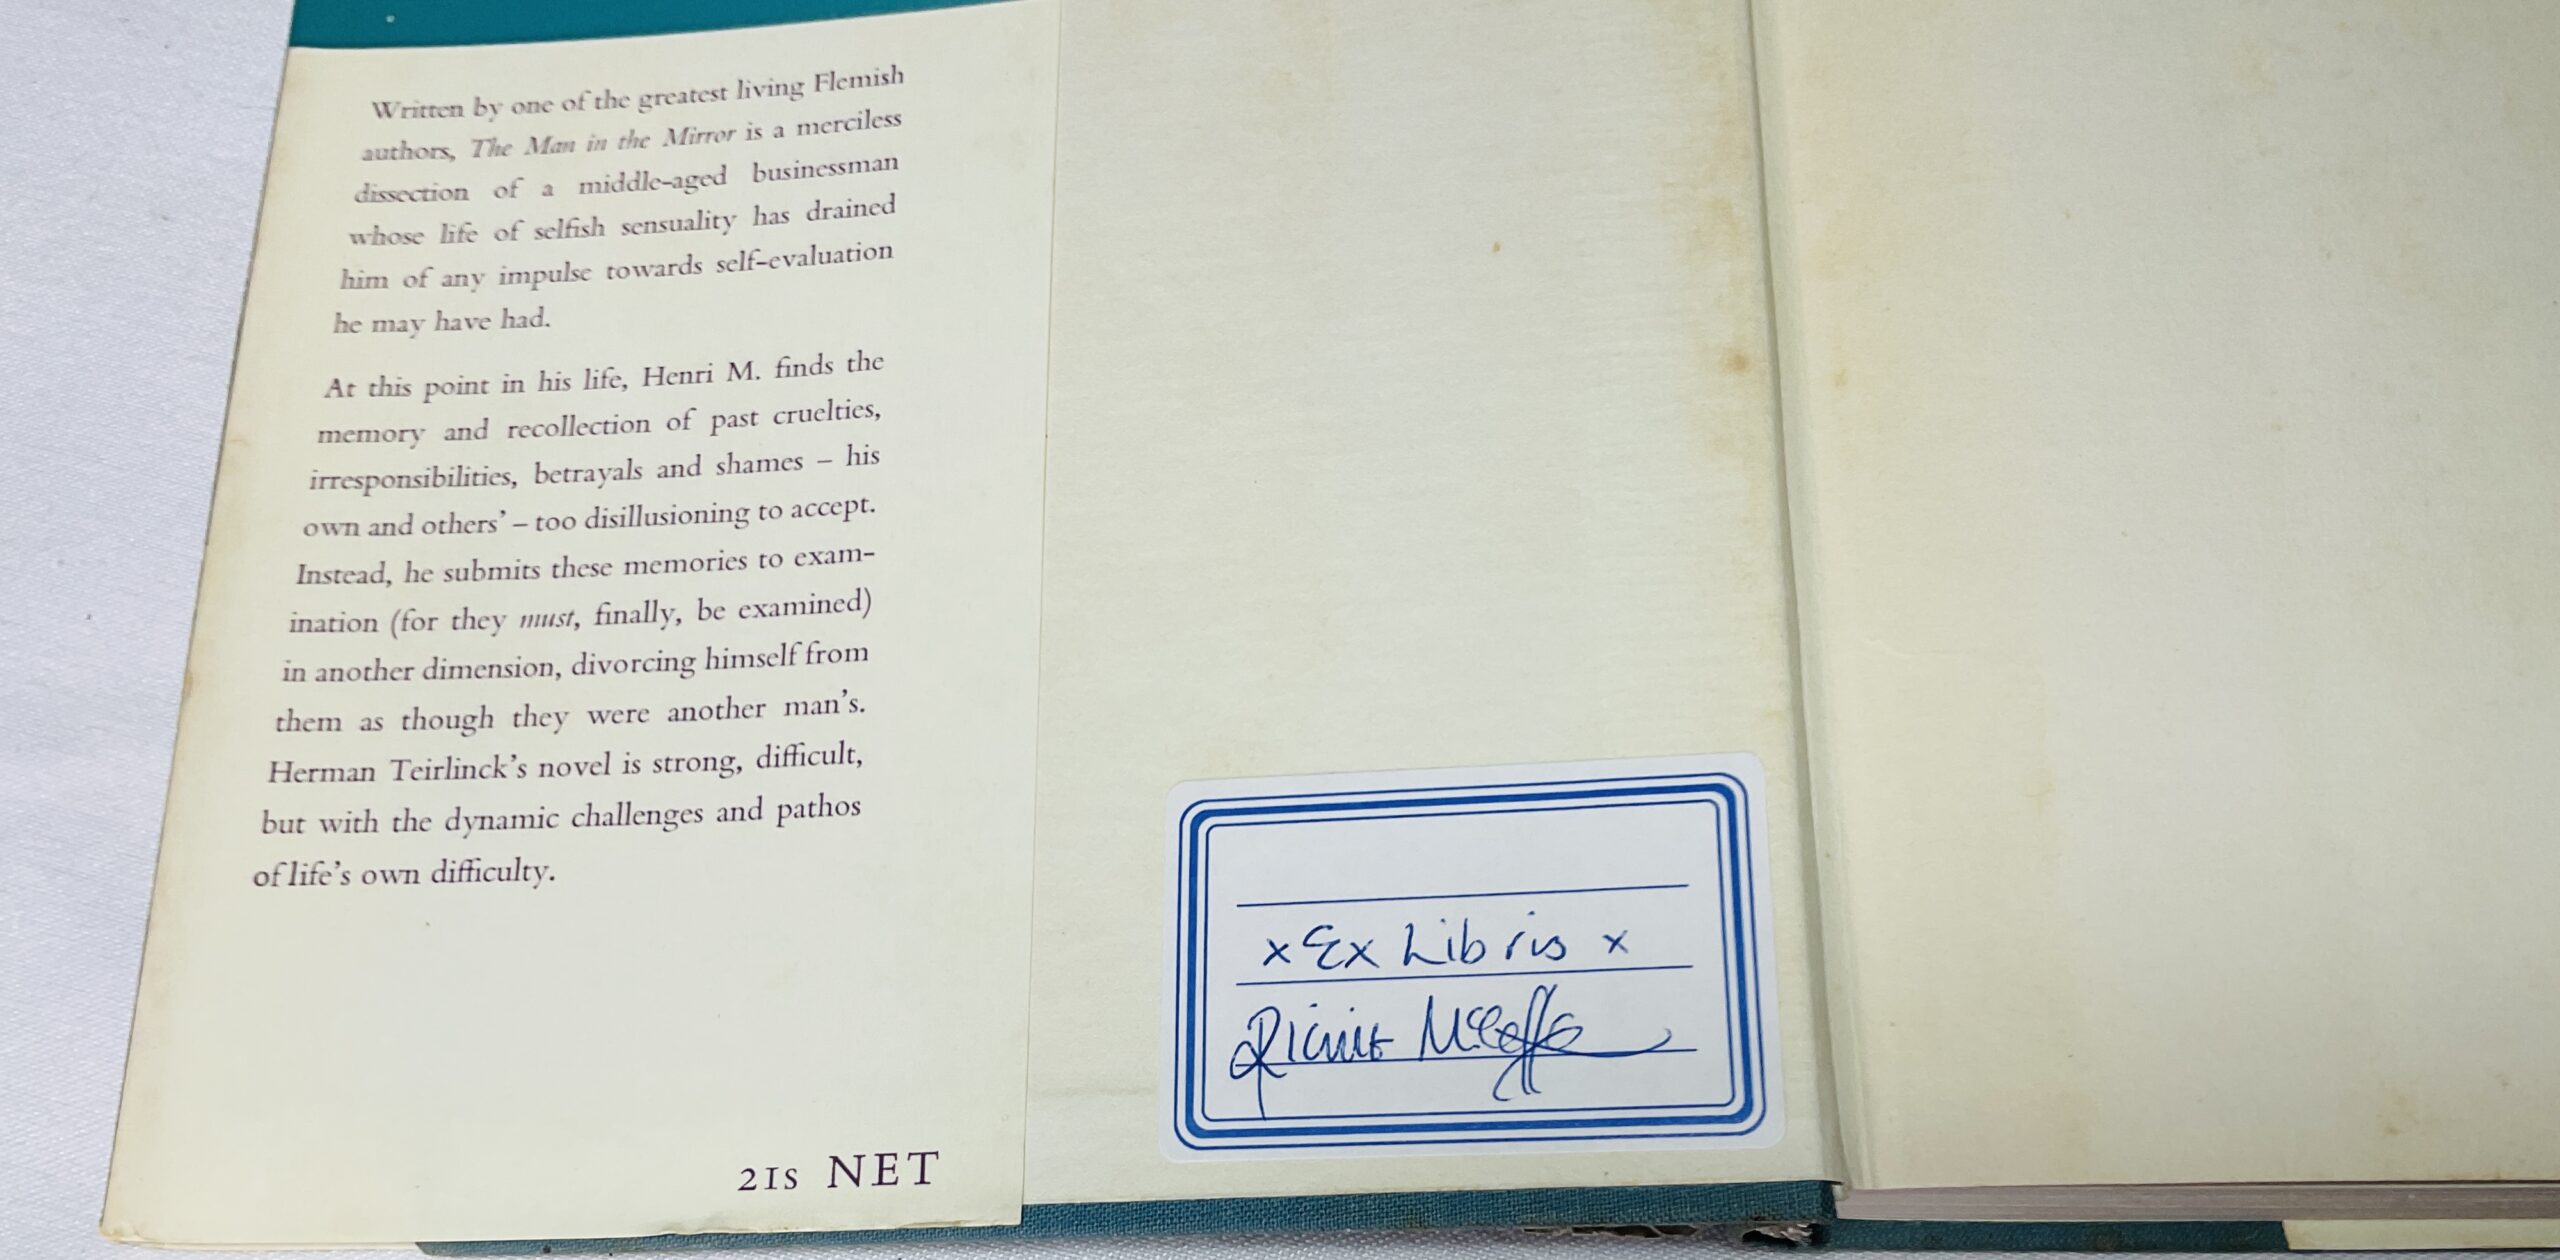 Written by one of the greatest living Flemish
authors, The Man in the Mirror is a merciless
dissection of a middle-aged businessman
whose life of selfish sensuality has drained
him of any impulse towards self-evaluation
he may have had.
At this point in his life, Henri M. finds the
memory and recollection of past cruelties,
irresponsibilities, betrayals and shames – his
own and others’ – too disillusioning to accept.
Instead, he submits these memories to exam-
ination (for they must, finally, be examined)
in another dimension, divorcing himself from
them as though they were another man’s.
Herman Teirlinck’s novel is strong, difficult,
but with the dynamic challenges and pathos
of life’s own difficulty.
21s NET
x Ex Libris x